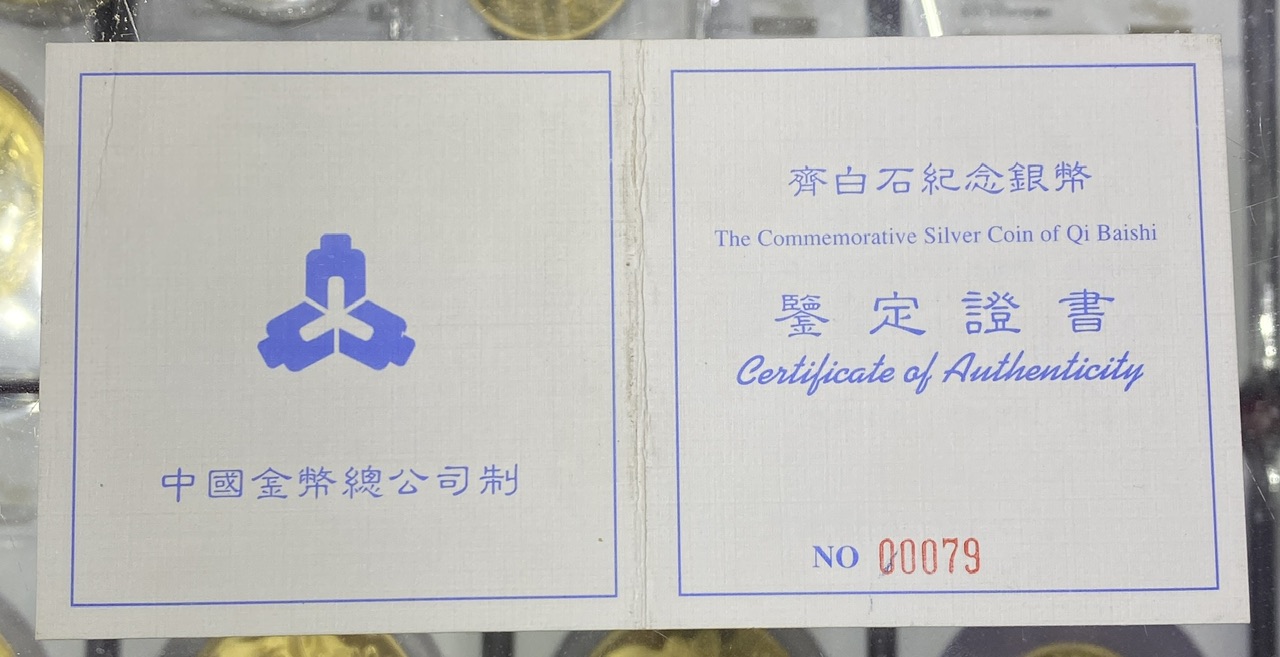 中國金幣總公司制
齊白石紀念銀幣
The Commemorative Silver Coin of Qi Baishi
鑒定證書
Certificate of Authenticity
NO 00079